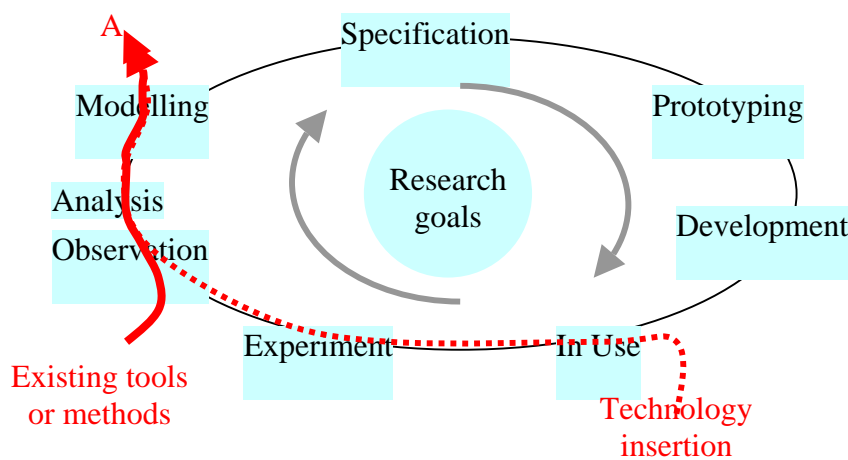 A
Specification
Modelling
Prototyping
Research
goals
Analysis
Development
Observation
Experiment
In Use
Existing tools
or methods
Technology
insertion